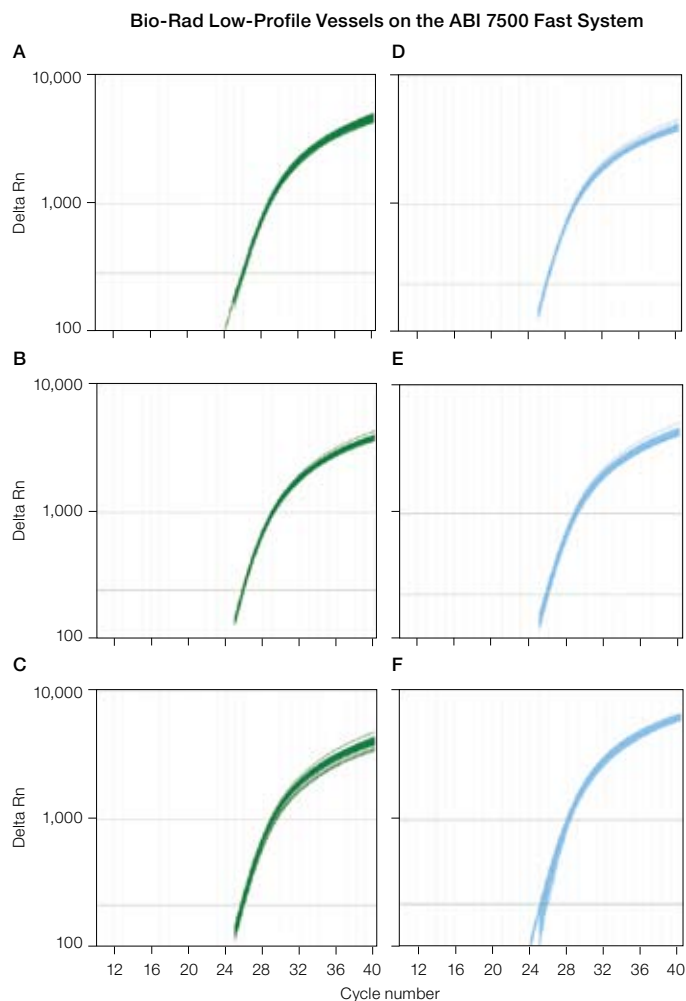 Bio-Rad Low-Profile Vessels on the ABI 7500 Fast System
A
D
10,000
1,000
100
Delta Rn
B
E
10,000
1,000
100
Delta Rn
C
F
10,000
1,000
100
Delta Rn
12 16 20 24 28 32 36 40
12 16 20 24 28 32 36 40
Cycle number